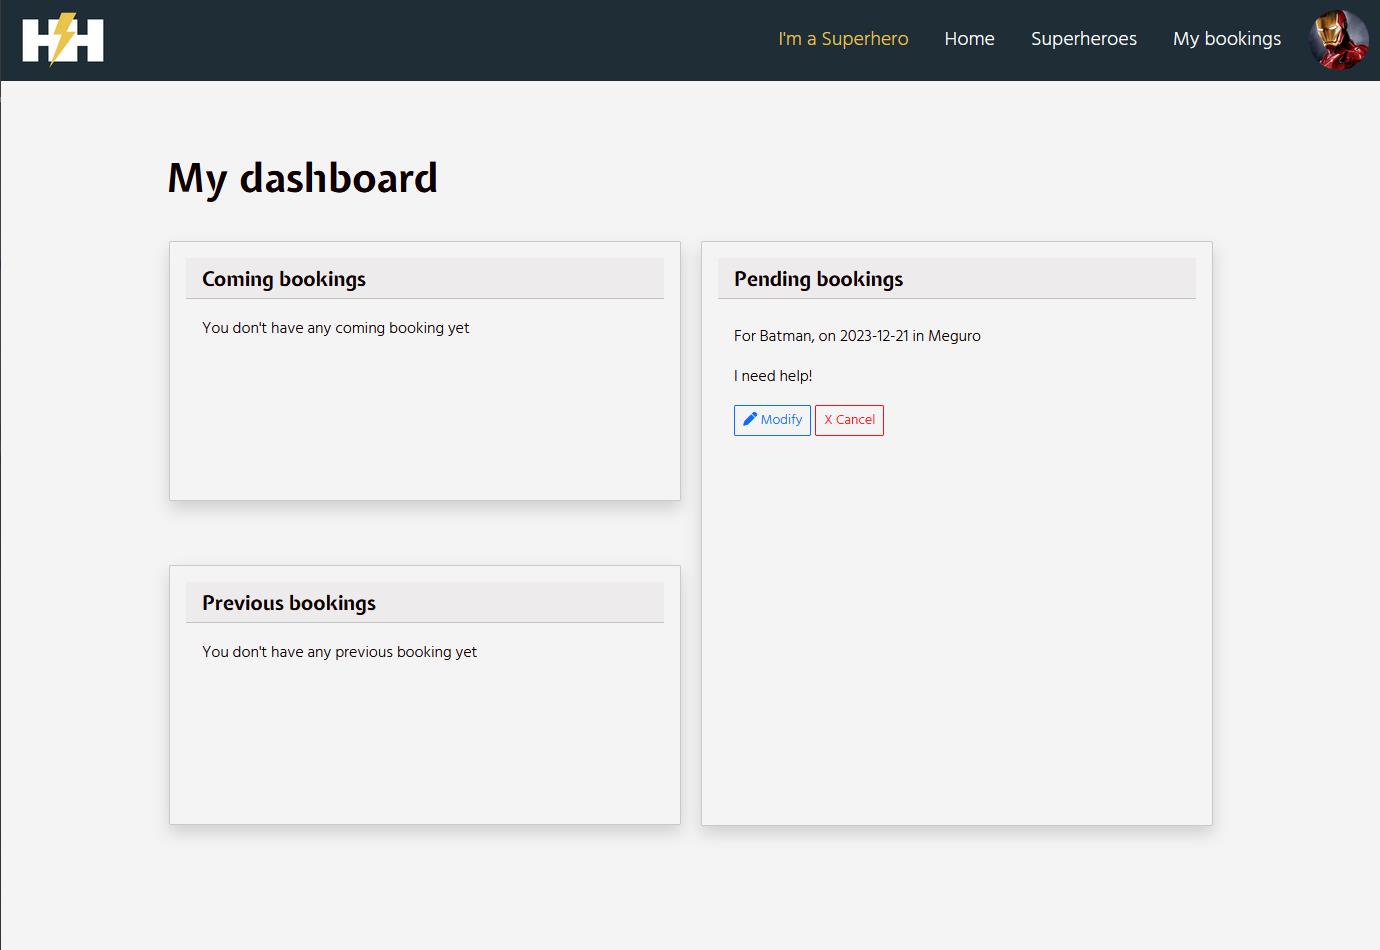 HH
I'm a Superhero
Home
Superheroes
My bookings
My dashboard
Coming bookings
You don't have any coming booking yet
Previous bookings
You don't have any previous booking yet
Pending bookings
For Batman, on 2023-12-21 in Meguro
I need help!
Modify
X Cancel